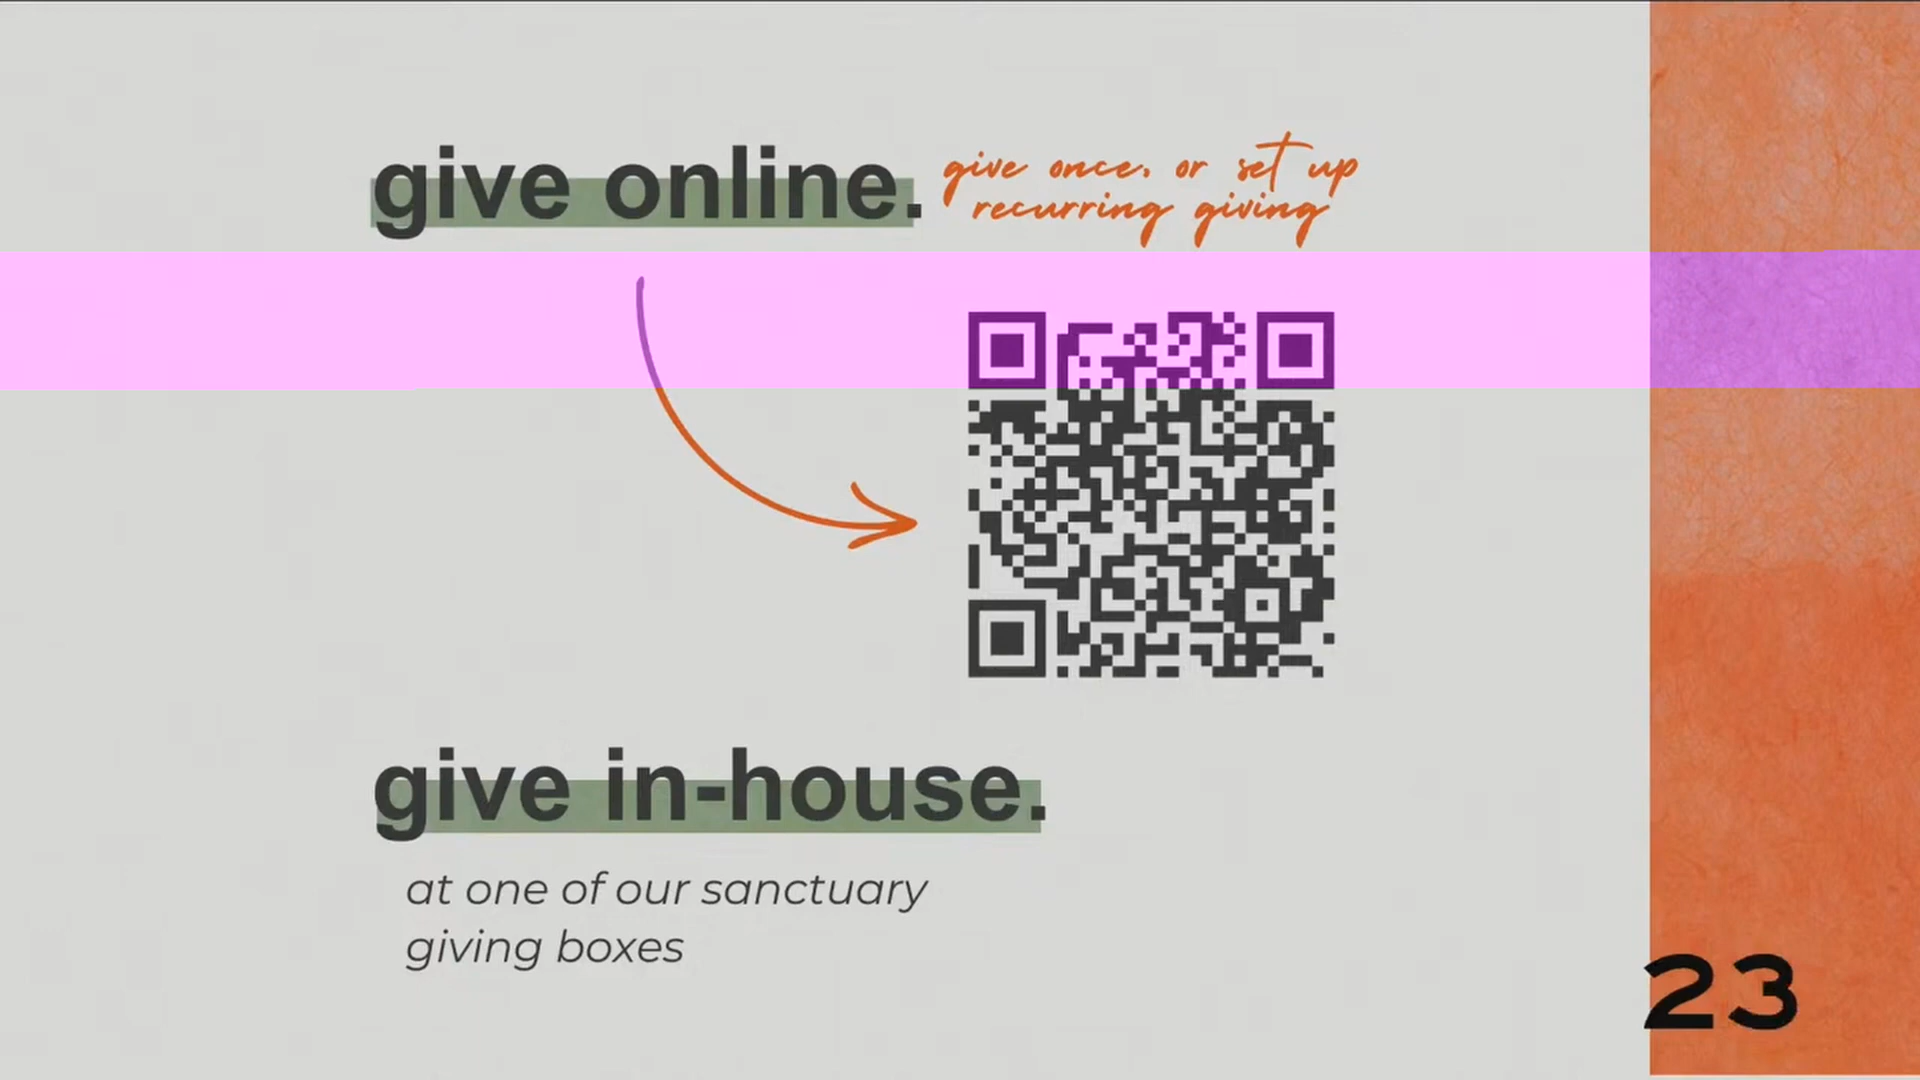 give online.
give once, or set up
recurring giving
give in-house.
at one of our sanctuary
giving boxes
23